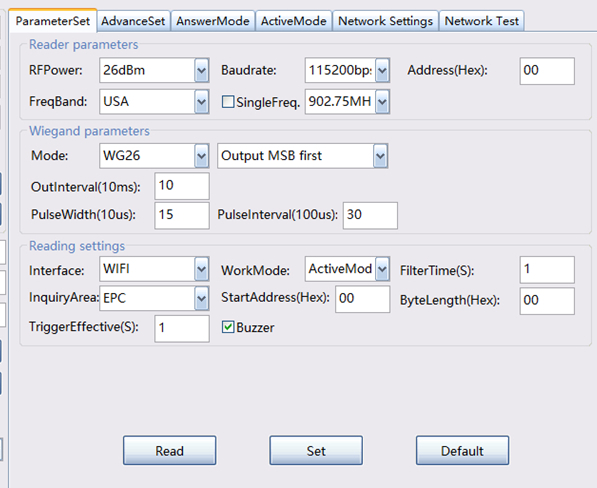 ParameterSet AdvanceSet AnswerMode ActiveMode Network Settings Network Test
Reader parameters
RFPower: 26dBm Baudrate: 115200bp: Address(Hex): 00
FreqBand: USA SingleFreq. 902.75MH
Wiegand parameters
Mode: WG26 Output MSB first
OutInterval(10ms): 10
PulseWidth(10us): 15 PulseInterval(100us): 30
Reading settings
Interface: WIFI WorkMode: ActiveMod FilterTime(S): 1
InquiryArea: EPC StartAddress(Hex): 00 ByteLength(Hex): 00
TriggerEffective(S): 1 Buzzer
Read Set Default